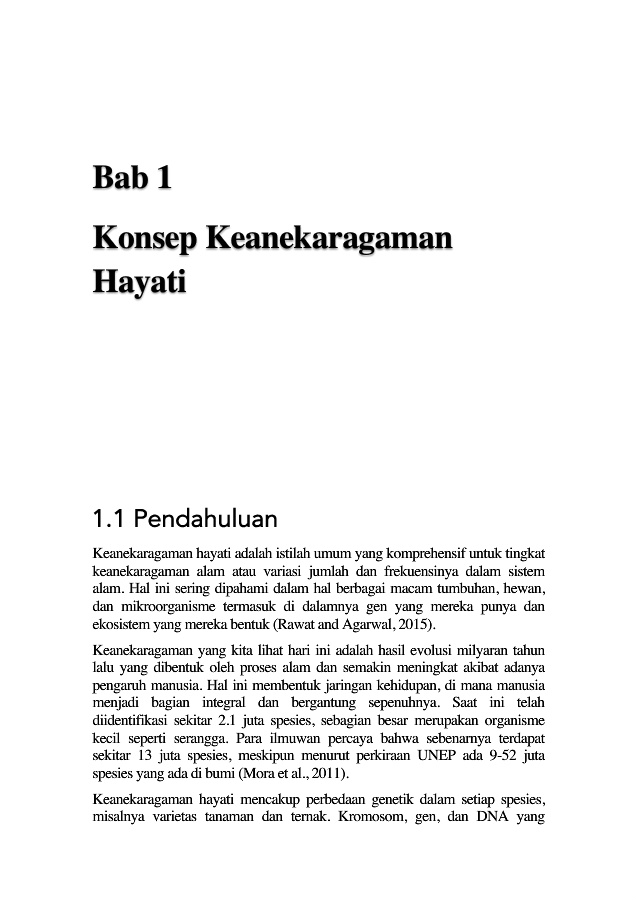 Bab 1
Konsep Keanekaragaman
Hayati
1.1 Pendahuluan
Keanekaragaman hayati adalah istilah umum yang komprehensif untuk tingkat
keanekaragaman alam atau variasi jumlah dan frekuensinya dalam sistem
alam. Hal ini sering dipahami dalam hal berbagai macam tumbuhan, hewan,
dan mikroorganisme termasuk di dalamnya gen yang mereka punya dan
ekosistem yang mereka bentuk (Rawat and Agarwal, 2015).
Keanekaragaman yang kita lihat hari ini adalah hasil evolusi milyaran tahun
lalu yang dibentuk oleh proses alam dan semakin meningkat akibat adanya
pengaruh manusia. Hal ini membentuk jaringan kehidupan, di mana manusia
menjadi bagian integral dan bergantung sepenuhnya. Saat ini telah
diidentifikasi sekitar 2.1 juta spesies, sebagian besar merupakan organisme
kecil seperti serangga. Para ilmuwan percaya bahwa sebenarnya terdapat
sekitar 13 juta spesies, meskipun menurut perkiraan UNEP ada 9-52 juta
spesies yang ada di bumi (Mora et al., 2011).
Keanekaragaman hayati mencakup perbedaan genetik dalam setiap spesies,
misalnya varietas tanaman dan ternak. Kromosom, gen, dan DNA yang